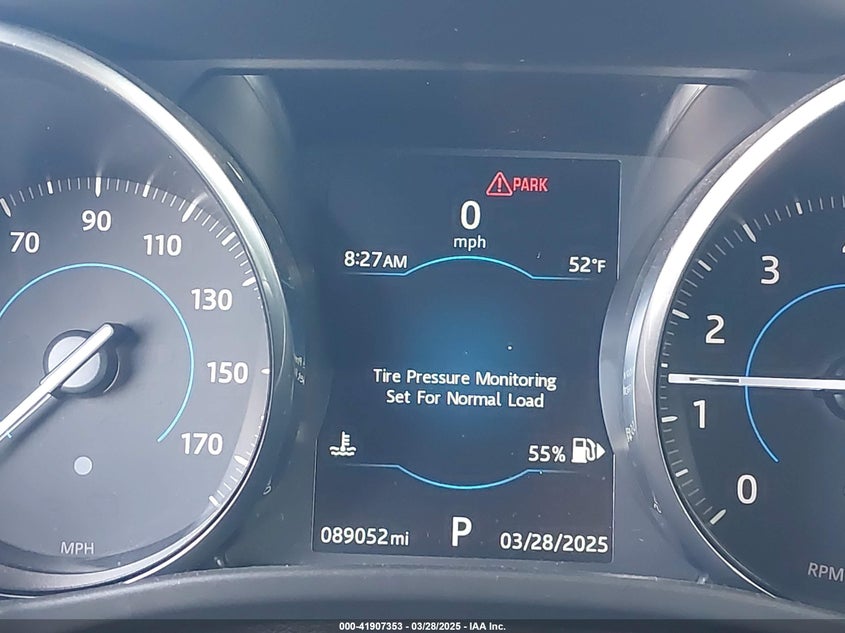 PARK
0
mph
8:27AM
52°F
Tire Pressure Monitoring
Set For Normal Load
55%
089052mi
P
03/28/2025
70
90
110
130
150
170
MPH
3
2
1
0
RPM
000-41907353 - 03/28/2025 - IAA Inc.